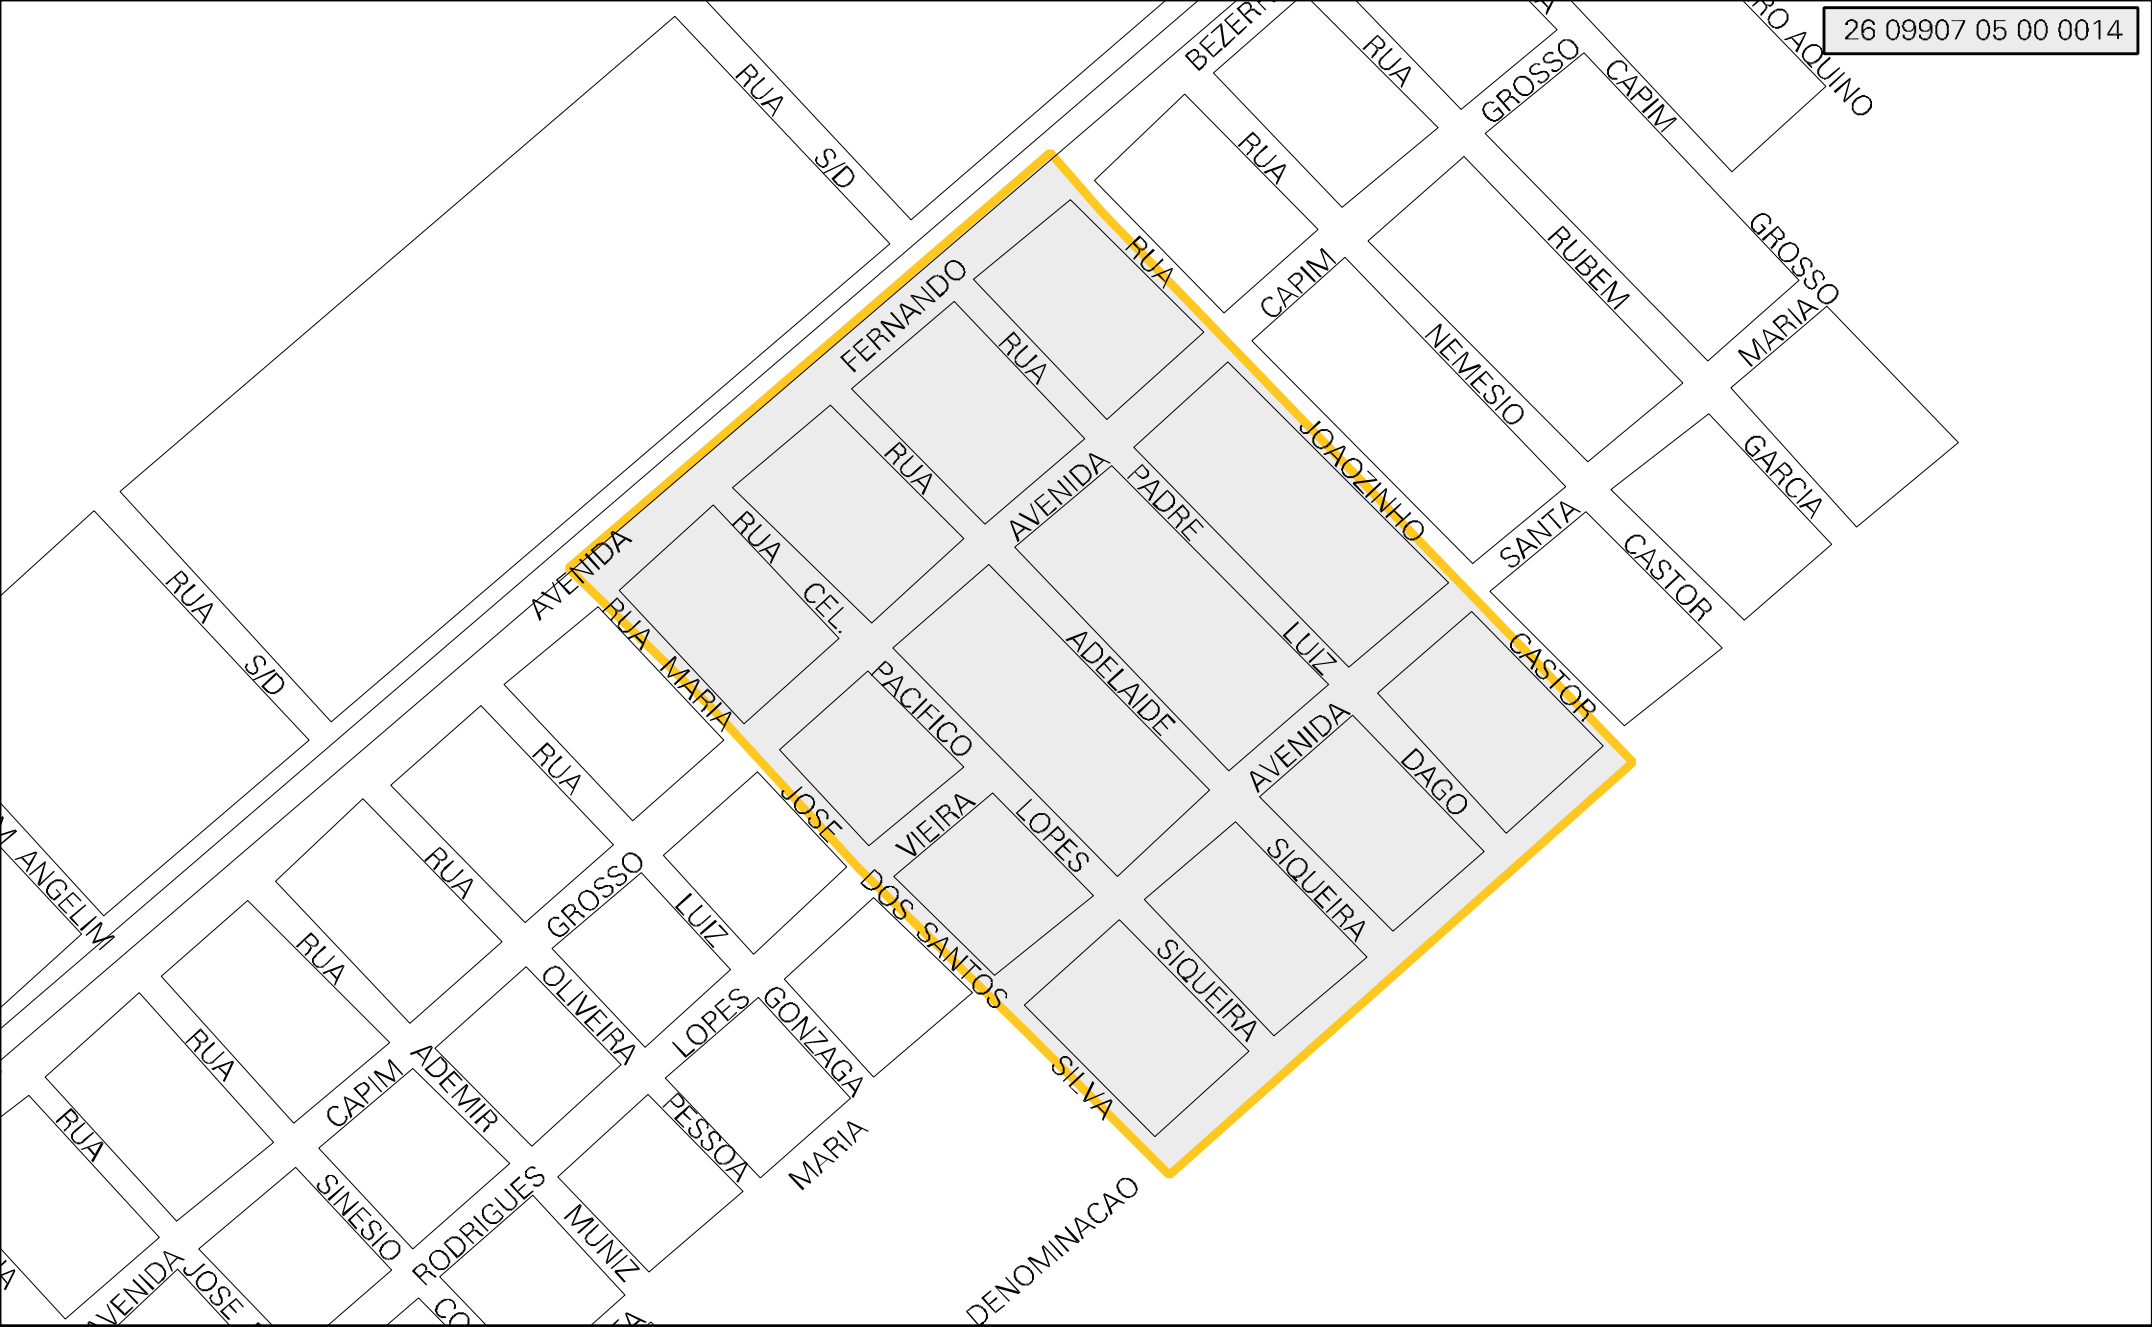 26 09907 05 00 0014
BEZER
RUA
GROSSO
CAPIM
RO AQUINO
RUA
S/D
RUA
CAPIM
RUBEM
GROSSO
MARIA
NEMESIO
GARCIA
SANTA
CASTOR
RUA
JOAOZINHO
CASTOR
AVENIDA
FERNANDO
RUA
RUA
RUA
CEL.
AVENIDA
PADRE
LUIZ
ADELAIDE
PACIFICO
LOPES
VIEIRA
AVENIDA
DAGO
SIQUEIRA
SIQUEIRA
RUA MARIA
JOSE
DOS SANTOS
SILVA
RUA
S/D
M ANGELIM
RUA
RUA
RUA
RUA
RUA
GROSSO
LUIZ
GONZAGA
OLIVEIRA
LOPES
PESSOA
MARIA
CAPIM
ADEMIR
RODRIGUES
MUNIZ
SINESIO
AVENIDA
JOSE
CO
DENOMINACAO